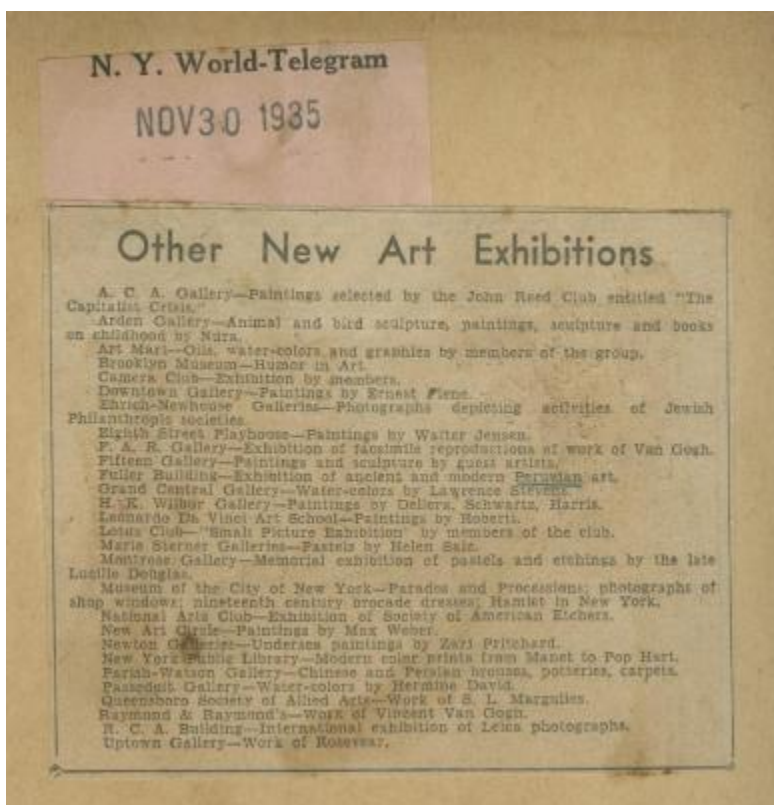 N. Y. World-Telegram
NOV 30 1935
Other New Art Exhibitions
A. C. A. Gallery—Paintings selected by the John Reed Club entitled "The
Capitalist Crisis."
Arden Gallery—Animal and bird sculpture, paintings, sculpture and books
on childhood by Nura.
Art Mart—Oils, water-colors and graphics by members of the group.
Brooklyn Museum—Humor in Art.
Camera Club—Exhibition by members.
Downtown Gallery—Paintings by Ernest Fiene.
Ehrich-Newhouse Galleries—Photographs depicting activities of Jewish
Philanthropic societies.
Eighth Street Playhouse—Paintings by Walter Jensen.
F. A. R. Gallery—Exhibition of facsimile reproductions of work of Van Gogh.
Fifteen Gallery—Paintings and sculpture by guest artists.
Fuller Building—Exhibition of ancient and modern Peruvian art.
Grand Central Gallery—Water-colors by Lawrence Stevens.
H. K. Wilbur Gallery—Paintings by Schwartz, Harris.
Leonardo Da Vinci Art School—Paintings by Roberti.
Lotus Club—"Small Picture Exhibition" by members of the club.
Marie Sterner Galleries—Pastels by Helen
Montross Gallery—Memorial exhibition of pastels and etchings by the late
Lucille Douglas.
Museum of the City of New York—Parades and Processions; photographs of
shop windows; nineteenth century brocade dresses; Hamlet in New York.
National Arts Club—Exhibition of Society of American Etchers.
New Art Circle—Paintings by Max Weber.
Newton Galleries—Undersea paintings by Zarh Pritchard.
New York Public Library—Modern color prints from Manet to Pop Hart.
Parish-Watson Gallery—Chinese and Persian bronzes, potteries, carpets.
Passedoit Gallery—Water-colors by Hermine David.
Queensboro Society of Allied Arts—Work of S. L. Margulies.
Raymond & Raymond's—Work of Vincent Van Gogh.
R. C. A. Building—International exhibition of Leica photographs.
Uptown Gallery—Work of Rosevear.